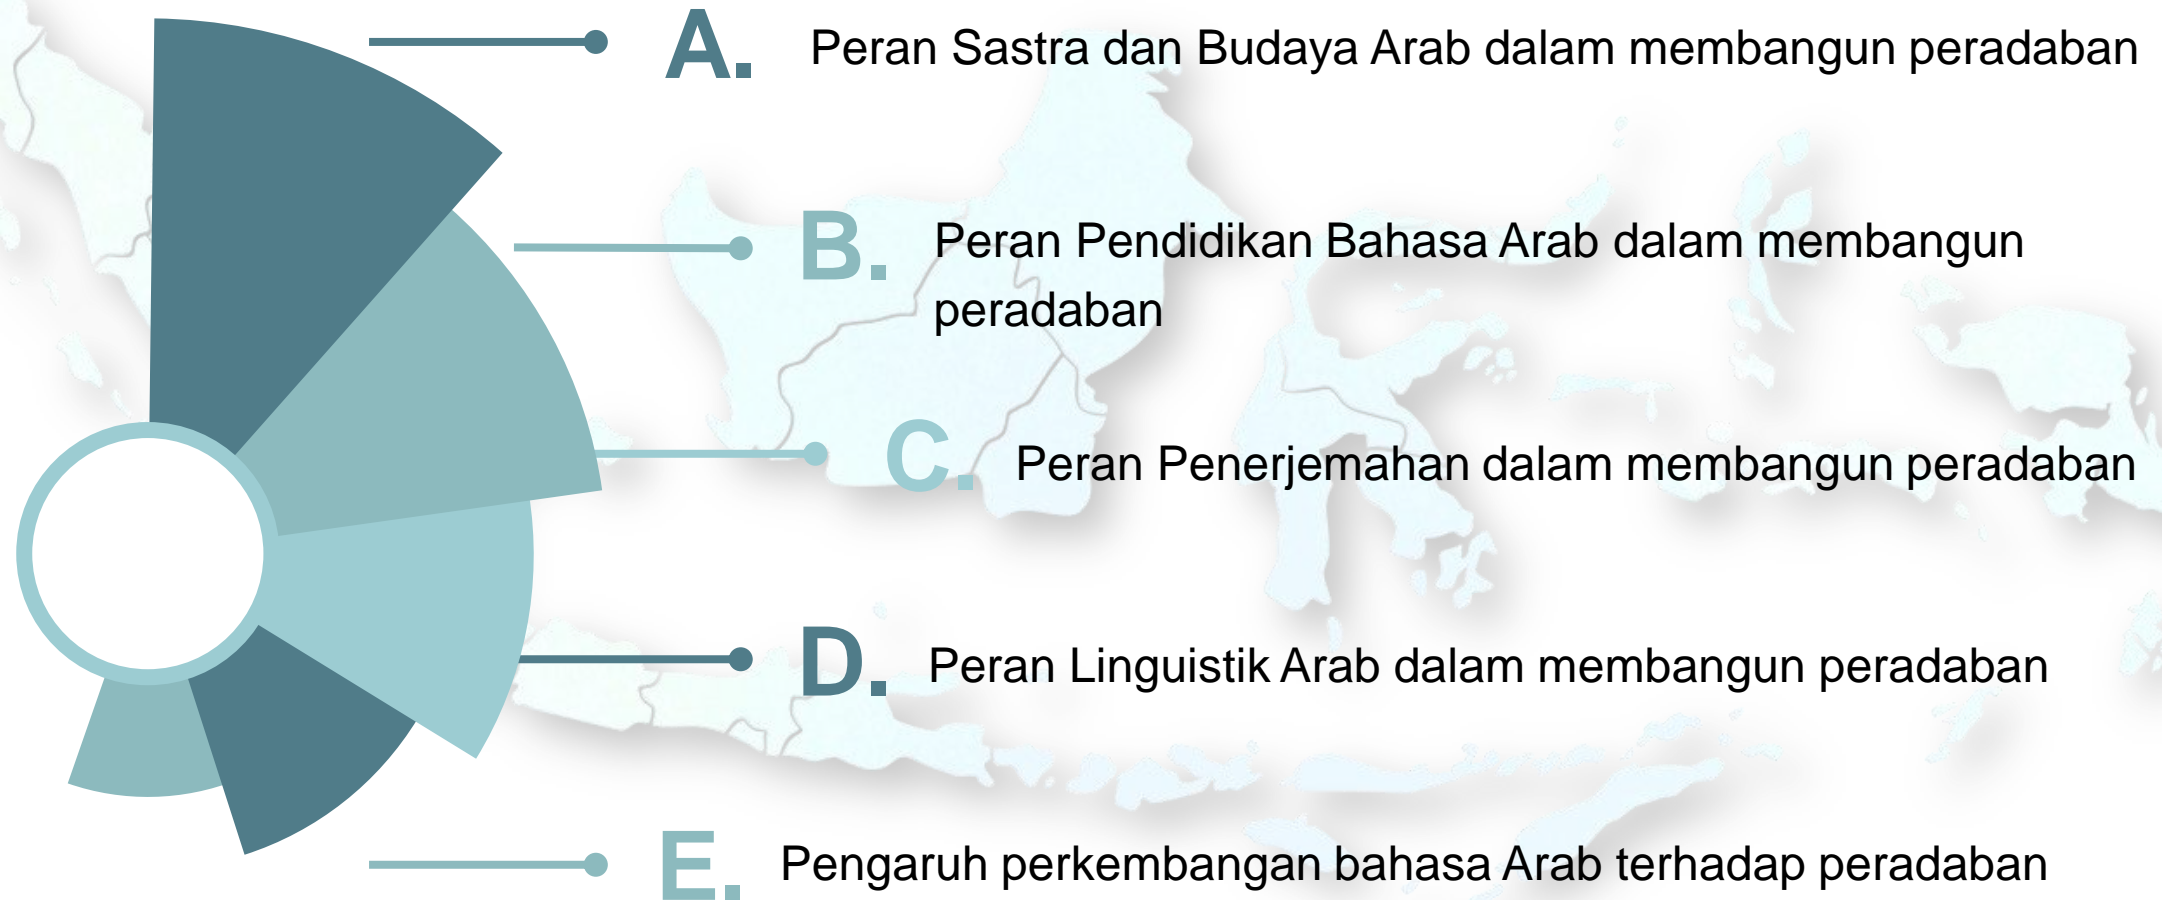 A. Peran Sastra dan Budaya Arab dalam membangun peradaban
B. Peran Pendidikan Bahasa Arab dalam membangun
peradaban
C. Peran Penerjemahan dalam membangun peradaban
D. Peran Linguistik Arab dalam membangun peradaban
E. Pengaruh perkembangan bahasa Arab terhadap peradaban